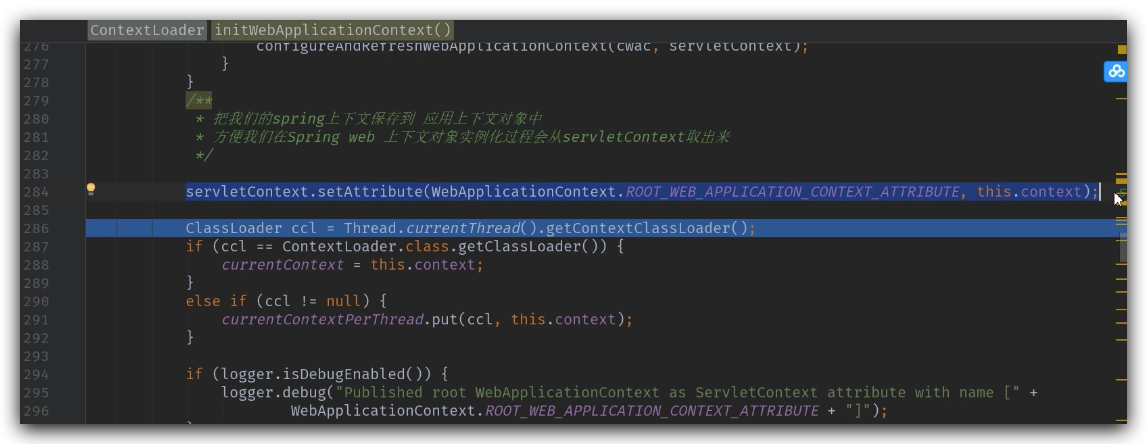 ContextLoader initWebApplicationContext()
276 configureAndRefreshWebApplicationContext(cwac, servletContext);
277 }
278 }
279 /**
280 * 把我们的spring上下文保存到 应用上下文对象中
281 * 方便我们在Spring web 上下文对象实例化过程会从servletContext取出来
282 */
283
284 servletContext.setAttribute(WebApplicationContext.ROOT_WEB_APPLICATION_CONTEXT_ATTRIBUTE, this.context);
285
286 ClassLoader ccl = Thread.currentThread().getContextClassLoader();
287 if (ccl == ContextLoader.class.getClassLoader()) {
288 currentContext = this.context;
289 }
290 else if (ccl != null) {
291 currentContextPerThread.put(ccl, this.context);
292 }
293
294 if (logger.isDebugEnabled()) {
295 logger.debug("Published root WebApplicationContext as ServletContext attribute with name [" +
296 WebApplicationContext.ROOT_WEB_APPLICATION_CONTEXT_ATTRIBUTE + "]");